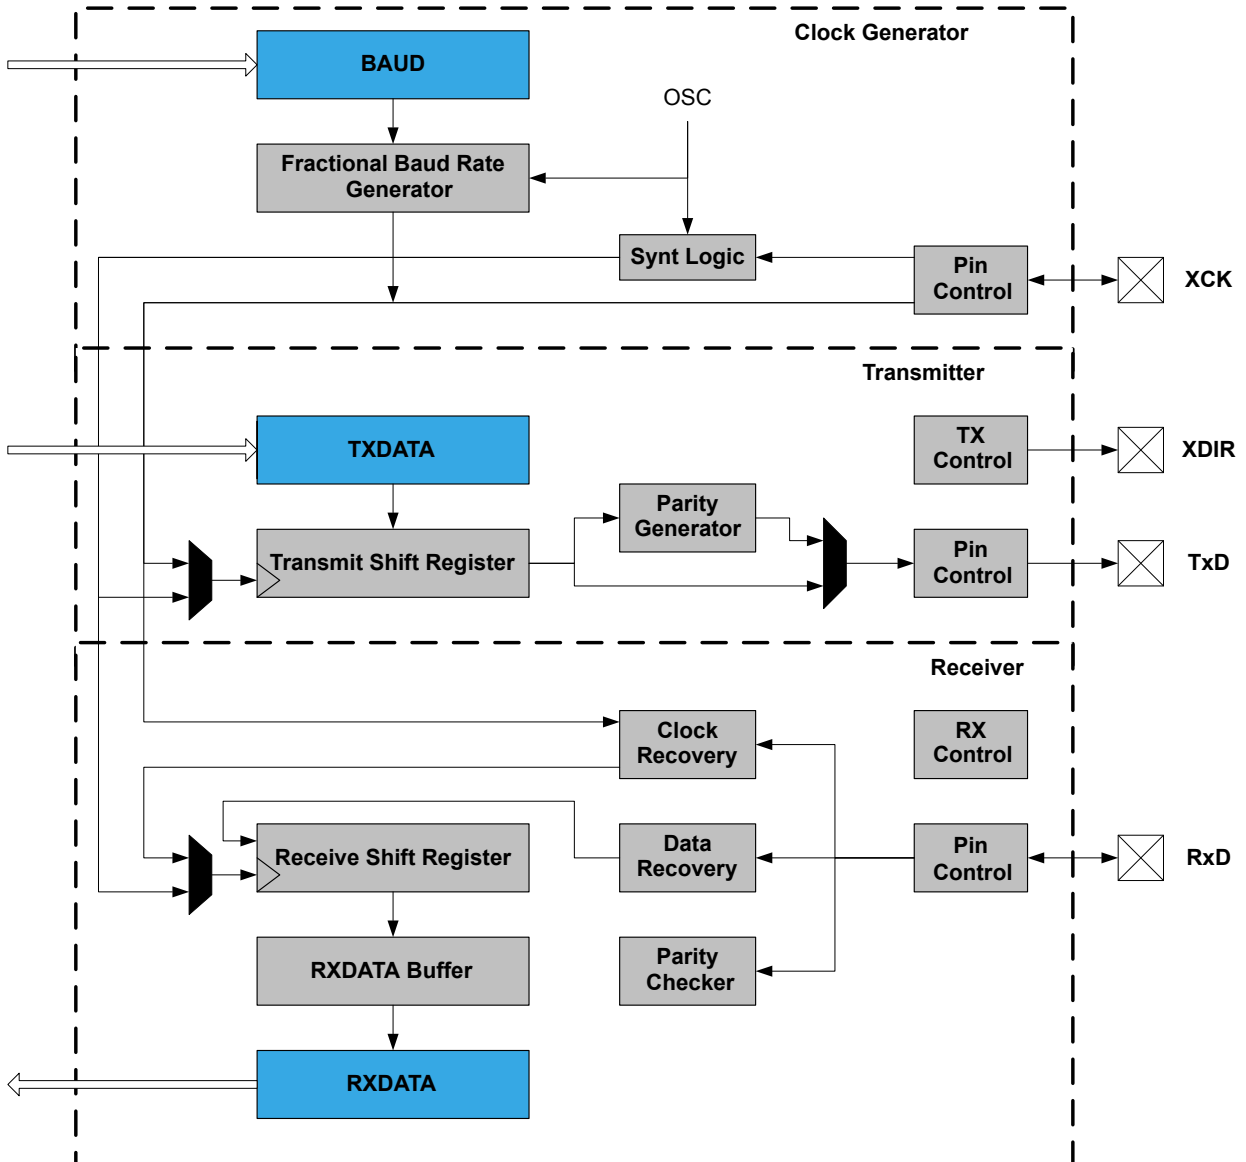 Clock Generator
BAUD
OSC
Fractional Baud Rate
Generator
Synt Logic
Pin
Control
XCK
Transmitter
TXDATA
TX
Control
XDIR
Parity
Generator
Transmit Shift Register
Pin
Control
TxD
Receiver
Clock
Recovery
RX
Control
Receive Shift Register
Data
Recovery
Pin
Control
RxD
RXDATA Buffer
Parity
Checker
RXDATA